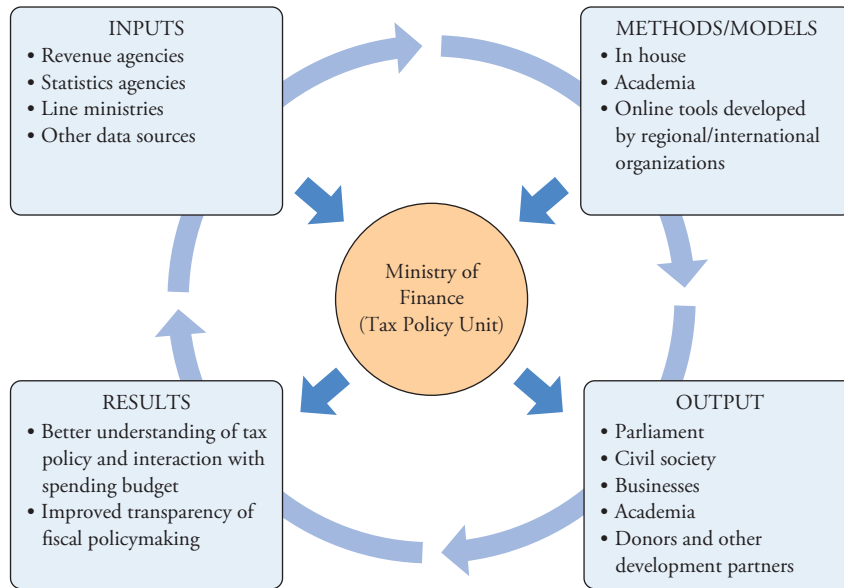 INPUTS
• Revenue agencies
• Statistics agencies
• Line ministries
• Other data sources
METHODS/MODELS
• In house
• Academia
• Online tools developed
by regional/international
organizations
Ministry of
Finance
(Tax Policy Unit)
RESULTS
• Better understanding of tax
policy and interaction with
spending budget
• Improved transparency of
fiscal policymaking
OUTPUT
• Parliament
• Civil society
• Businesses
• Academia
• Donors and other
development partners